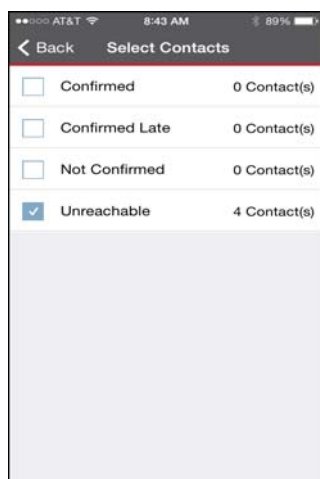 AT&T 8:43 AM 89%
Back Select Contacts
Confirmed 0 Contact(s)
Confirmed Late 0 Contact(s)
Not Confirmed 0 Contact(s)
Unreachable 4 Contact(s)